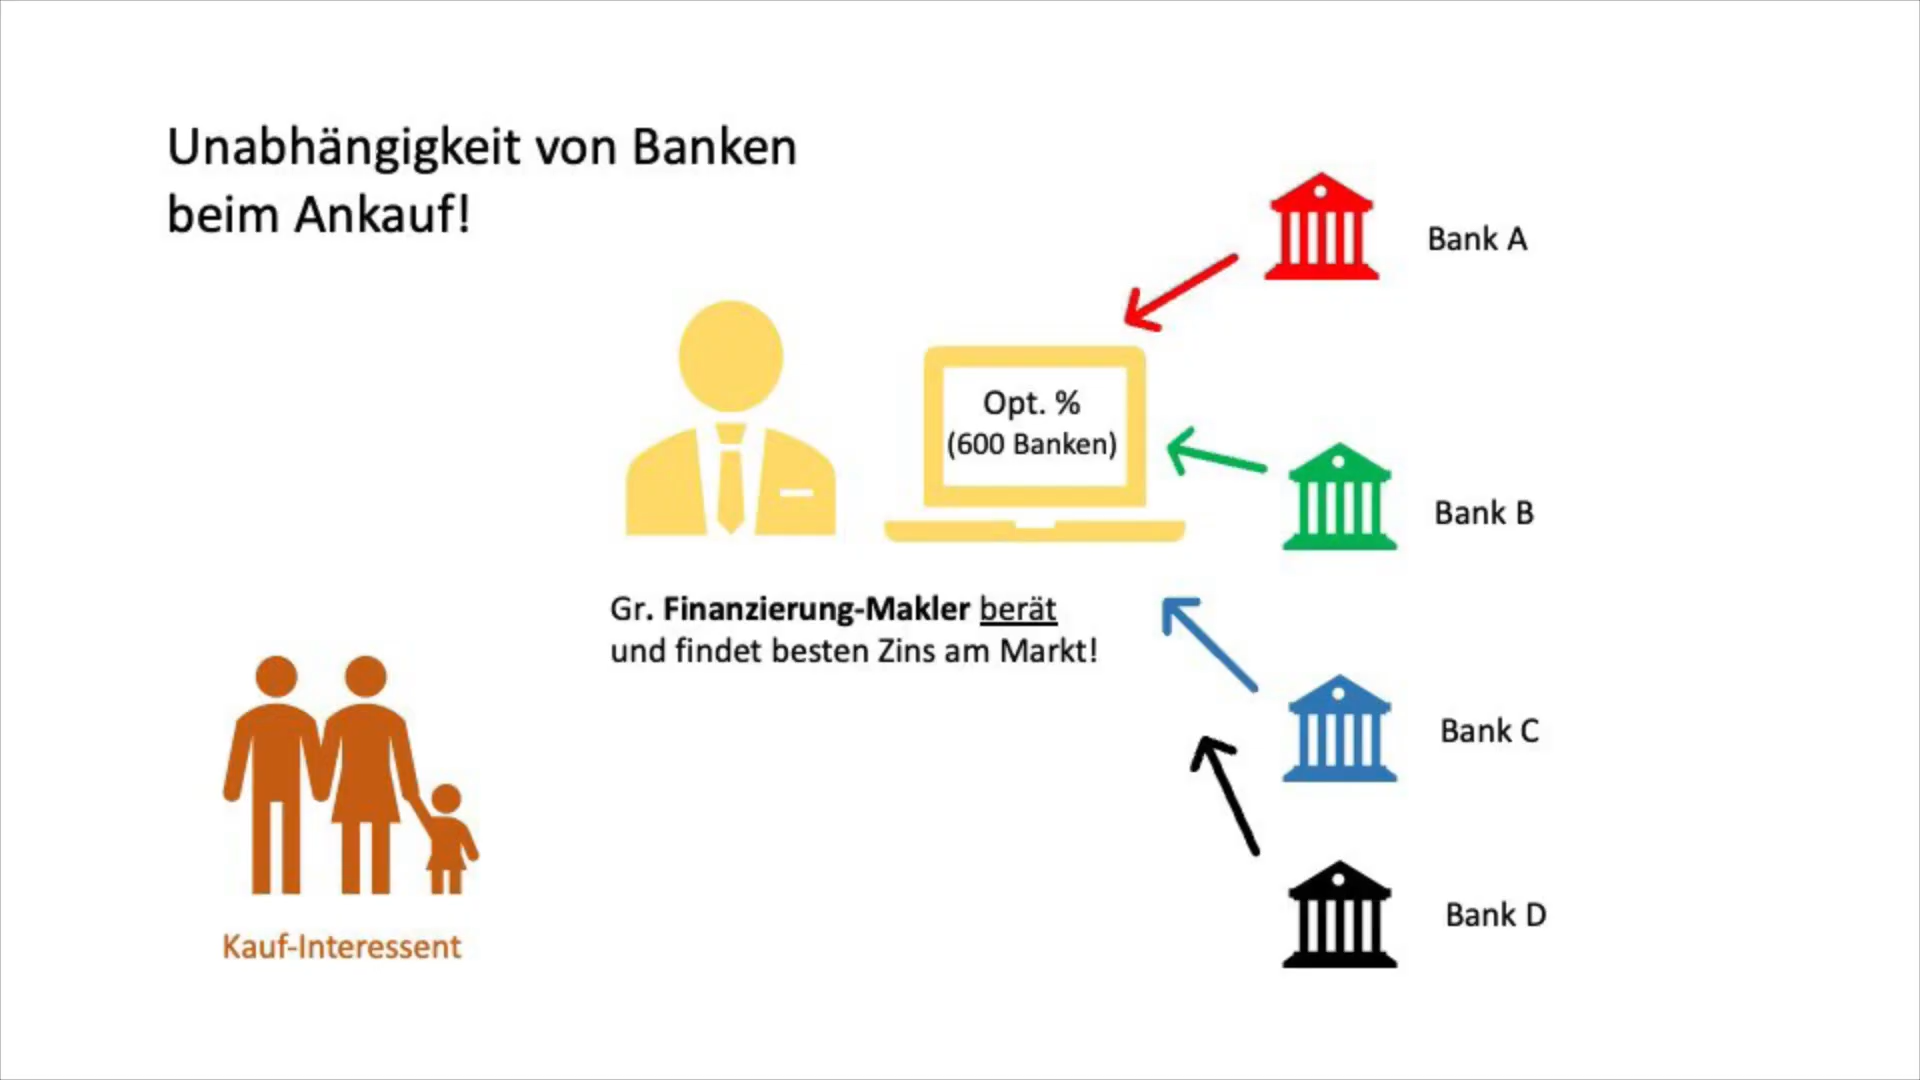 Unabhängigkeit von Banken
beim Ankauf!
Bank A
Opt. %
(600 Banken)
Bank B
Gr. Finanzierung-Makler berät
und findet besten Zins am Markt!
Bank C
Bank D
Kauf-Interessent